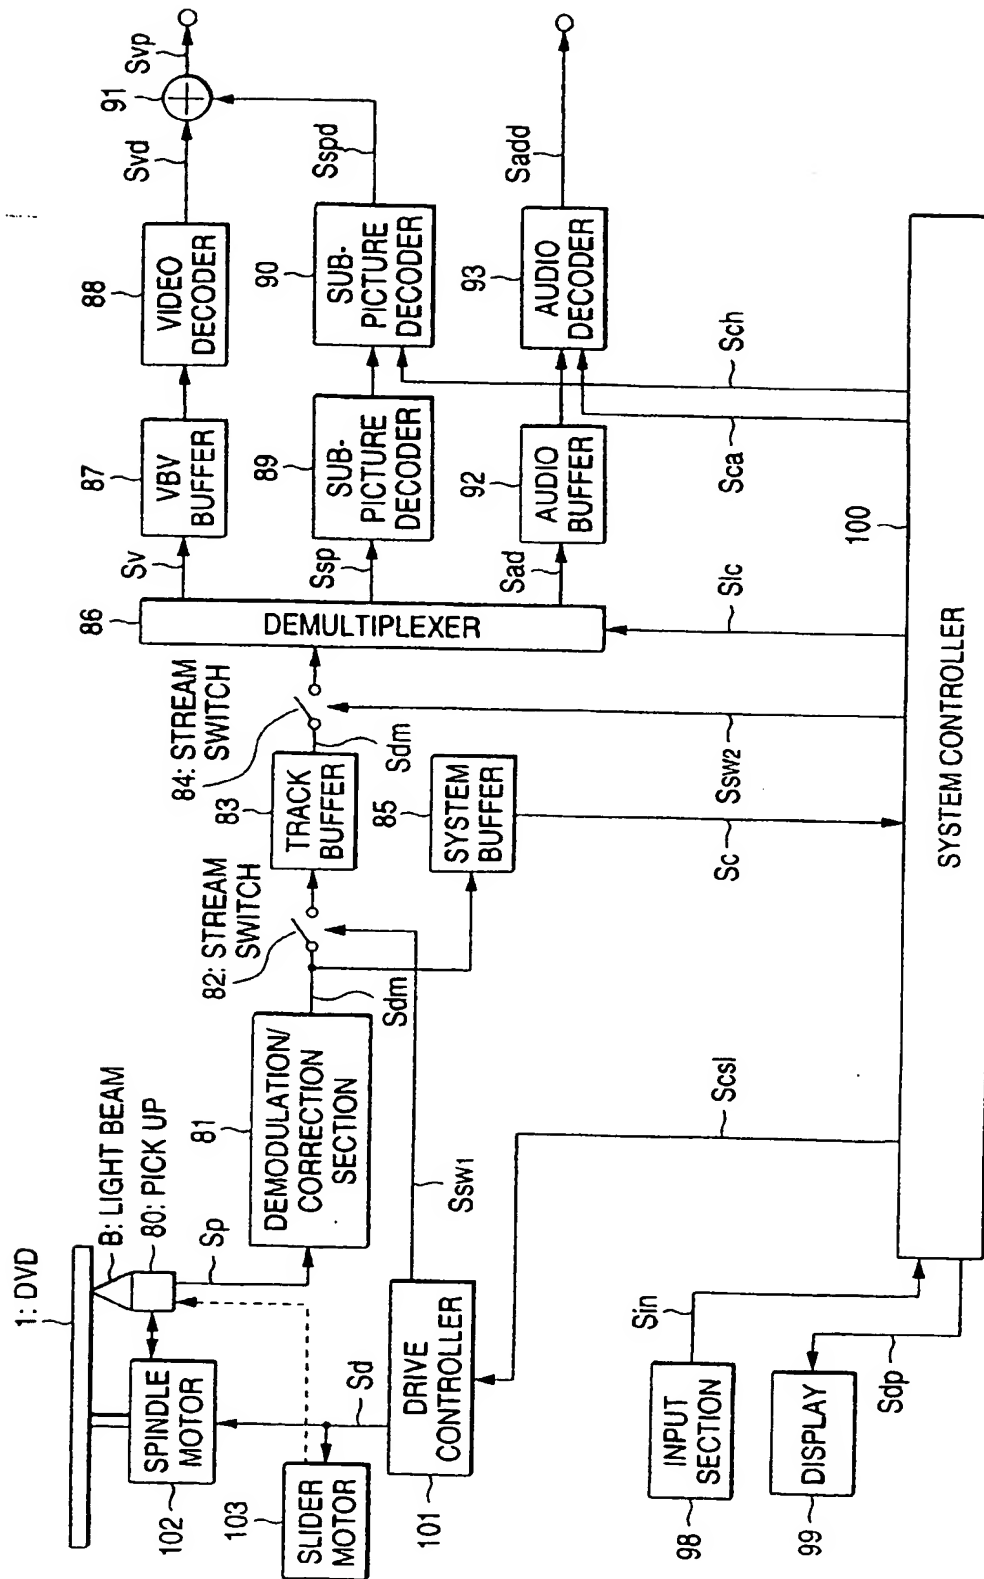 1: DVD
B: LIGHT BEAM
80: PICK UP
Sp
SPINDLE
MOTOR
102
SLIDER
MOTOR
103
Sd
DRIVE
CONTROLLER
101
81
DEMODULATION/
CORRECTION
SECTION
Sdm
82: STREAM
SWITCH
Ssw1
83
TRACK
BUFFER
84: STREAM
SWITCH
Sdm
85
SYSTEM
BUFFER
86
DEMULTIPLEXER
Sv
87
VBV
BUFFER
88
VIDEO
DECODER
Svd
91
Svp
Ssp
89
SUB-
PICTURE
DECODER
90
SUB-
PICTURE
DECODER
Sspd
Sad
92
AUDIO
BUFFER
93
AUDIO
DECODER
Sadd
Scsl
Sc
Ssw2
Slc
Sca
Sch
100
SYSTEM CONTROLLER
Sin
INPUT
SECTION
98
Sdp
DISPLAY
99